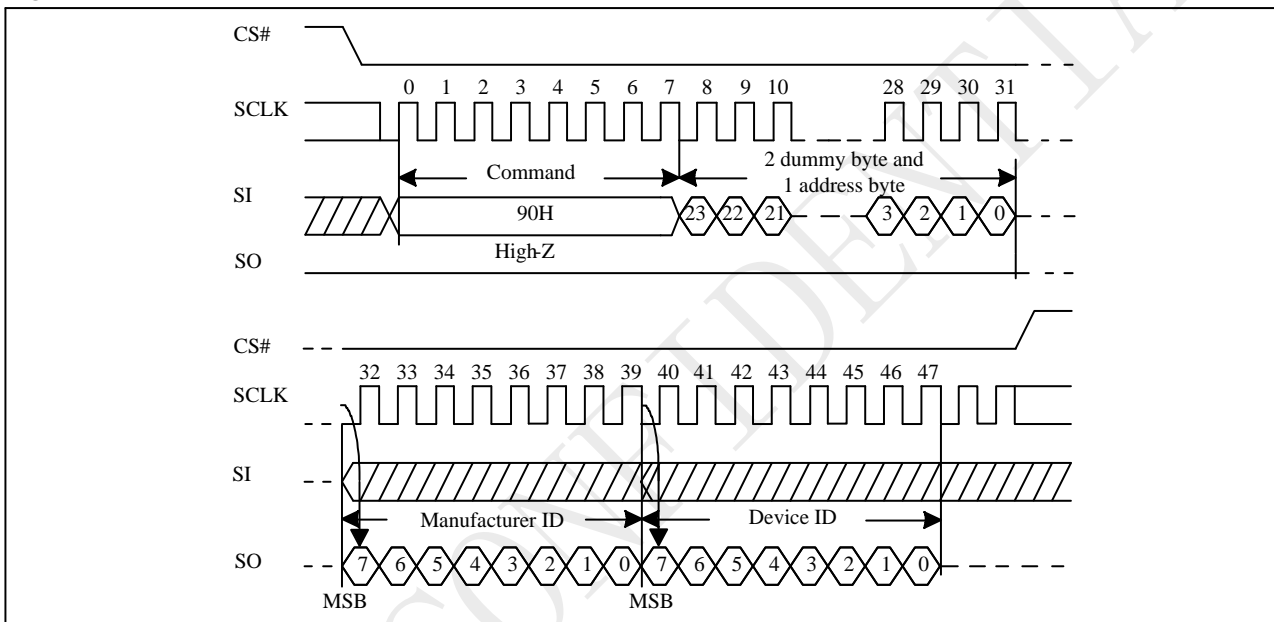 CS#
0 1 2 3 4 5 6 7 8 9 10 28 29 30 31
SCLK
Command
2 dummy byte and
1 address byte
SI
90H
23 22 21 3 2 1 0
High-Z
SO
CS#
32 33 34 35 36 37 38 39 40 41 42 43 44 45 46 47
SCLK
SI
Manufacturer ID
Device ID
SO
7 6 5 4 3 2 1 0 7 6 5 4 3 2 1 0
MSB
MSB